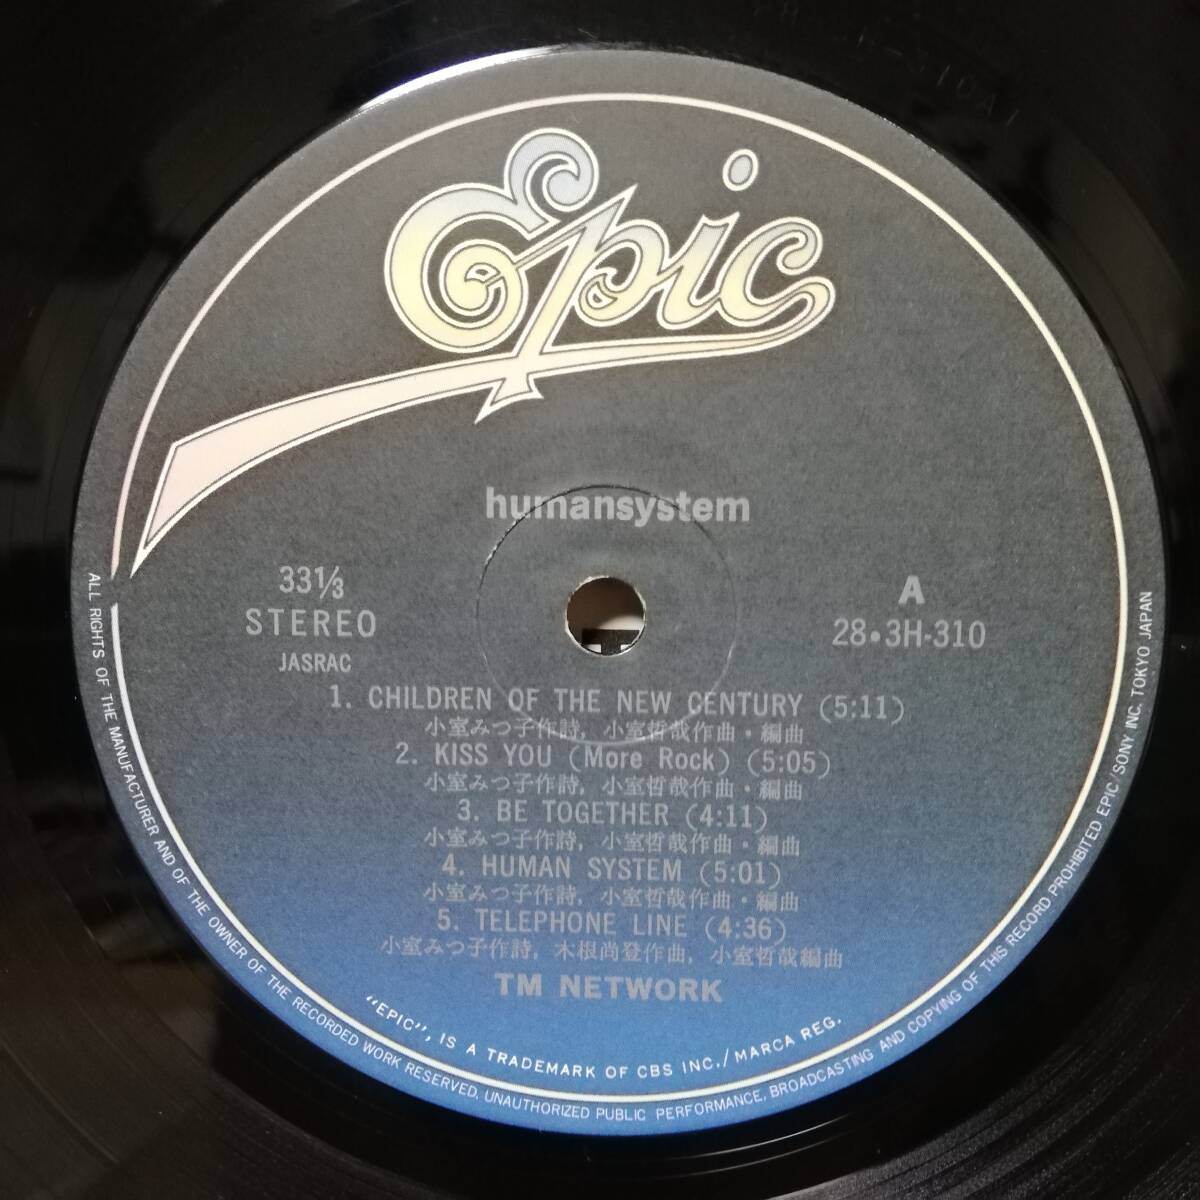 Epic
humansystem
33⅓
STEREO
JASRAC
A
28・3H-310
1. CHILDREN OF THE NEW CENTURY (5:11)
小室みつ子作詩, 小室哲哉作曲・編曲
2. KISS YOU (More Rock) (5:05)
小室みつ子作詩, 小室哲哉作曲・編曲
3. BE TOGETHER (4:11)
小室みつ子作詩, 小室哲哉作曲・編曲
4. HUMAN SYSTEM (5:01)
小室みつ子作詩, 小室哲哉作曲・編曲
5. TELEPHONE LINE (4:36)
小室みつ子作詩, 木根尚登作曲, 小室哲哉編曲
TM NETWORK
"EPIC", IS A TRADEMARK OF CBS INC./MARCA REG.
ALL RIGHTS OF THE MANUFACTURER AND OF THE OWNER OF THE RECORDED WORK RESERVED, UNAUTHORIZED PUBLIC PERFORMANCE, BROADCASTING AND COPYING OF THIS RECORD PROHIBITED EPIC/SONY INC. TOKYO JAPAN